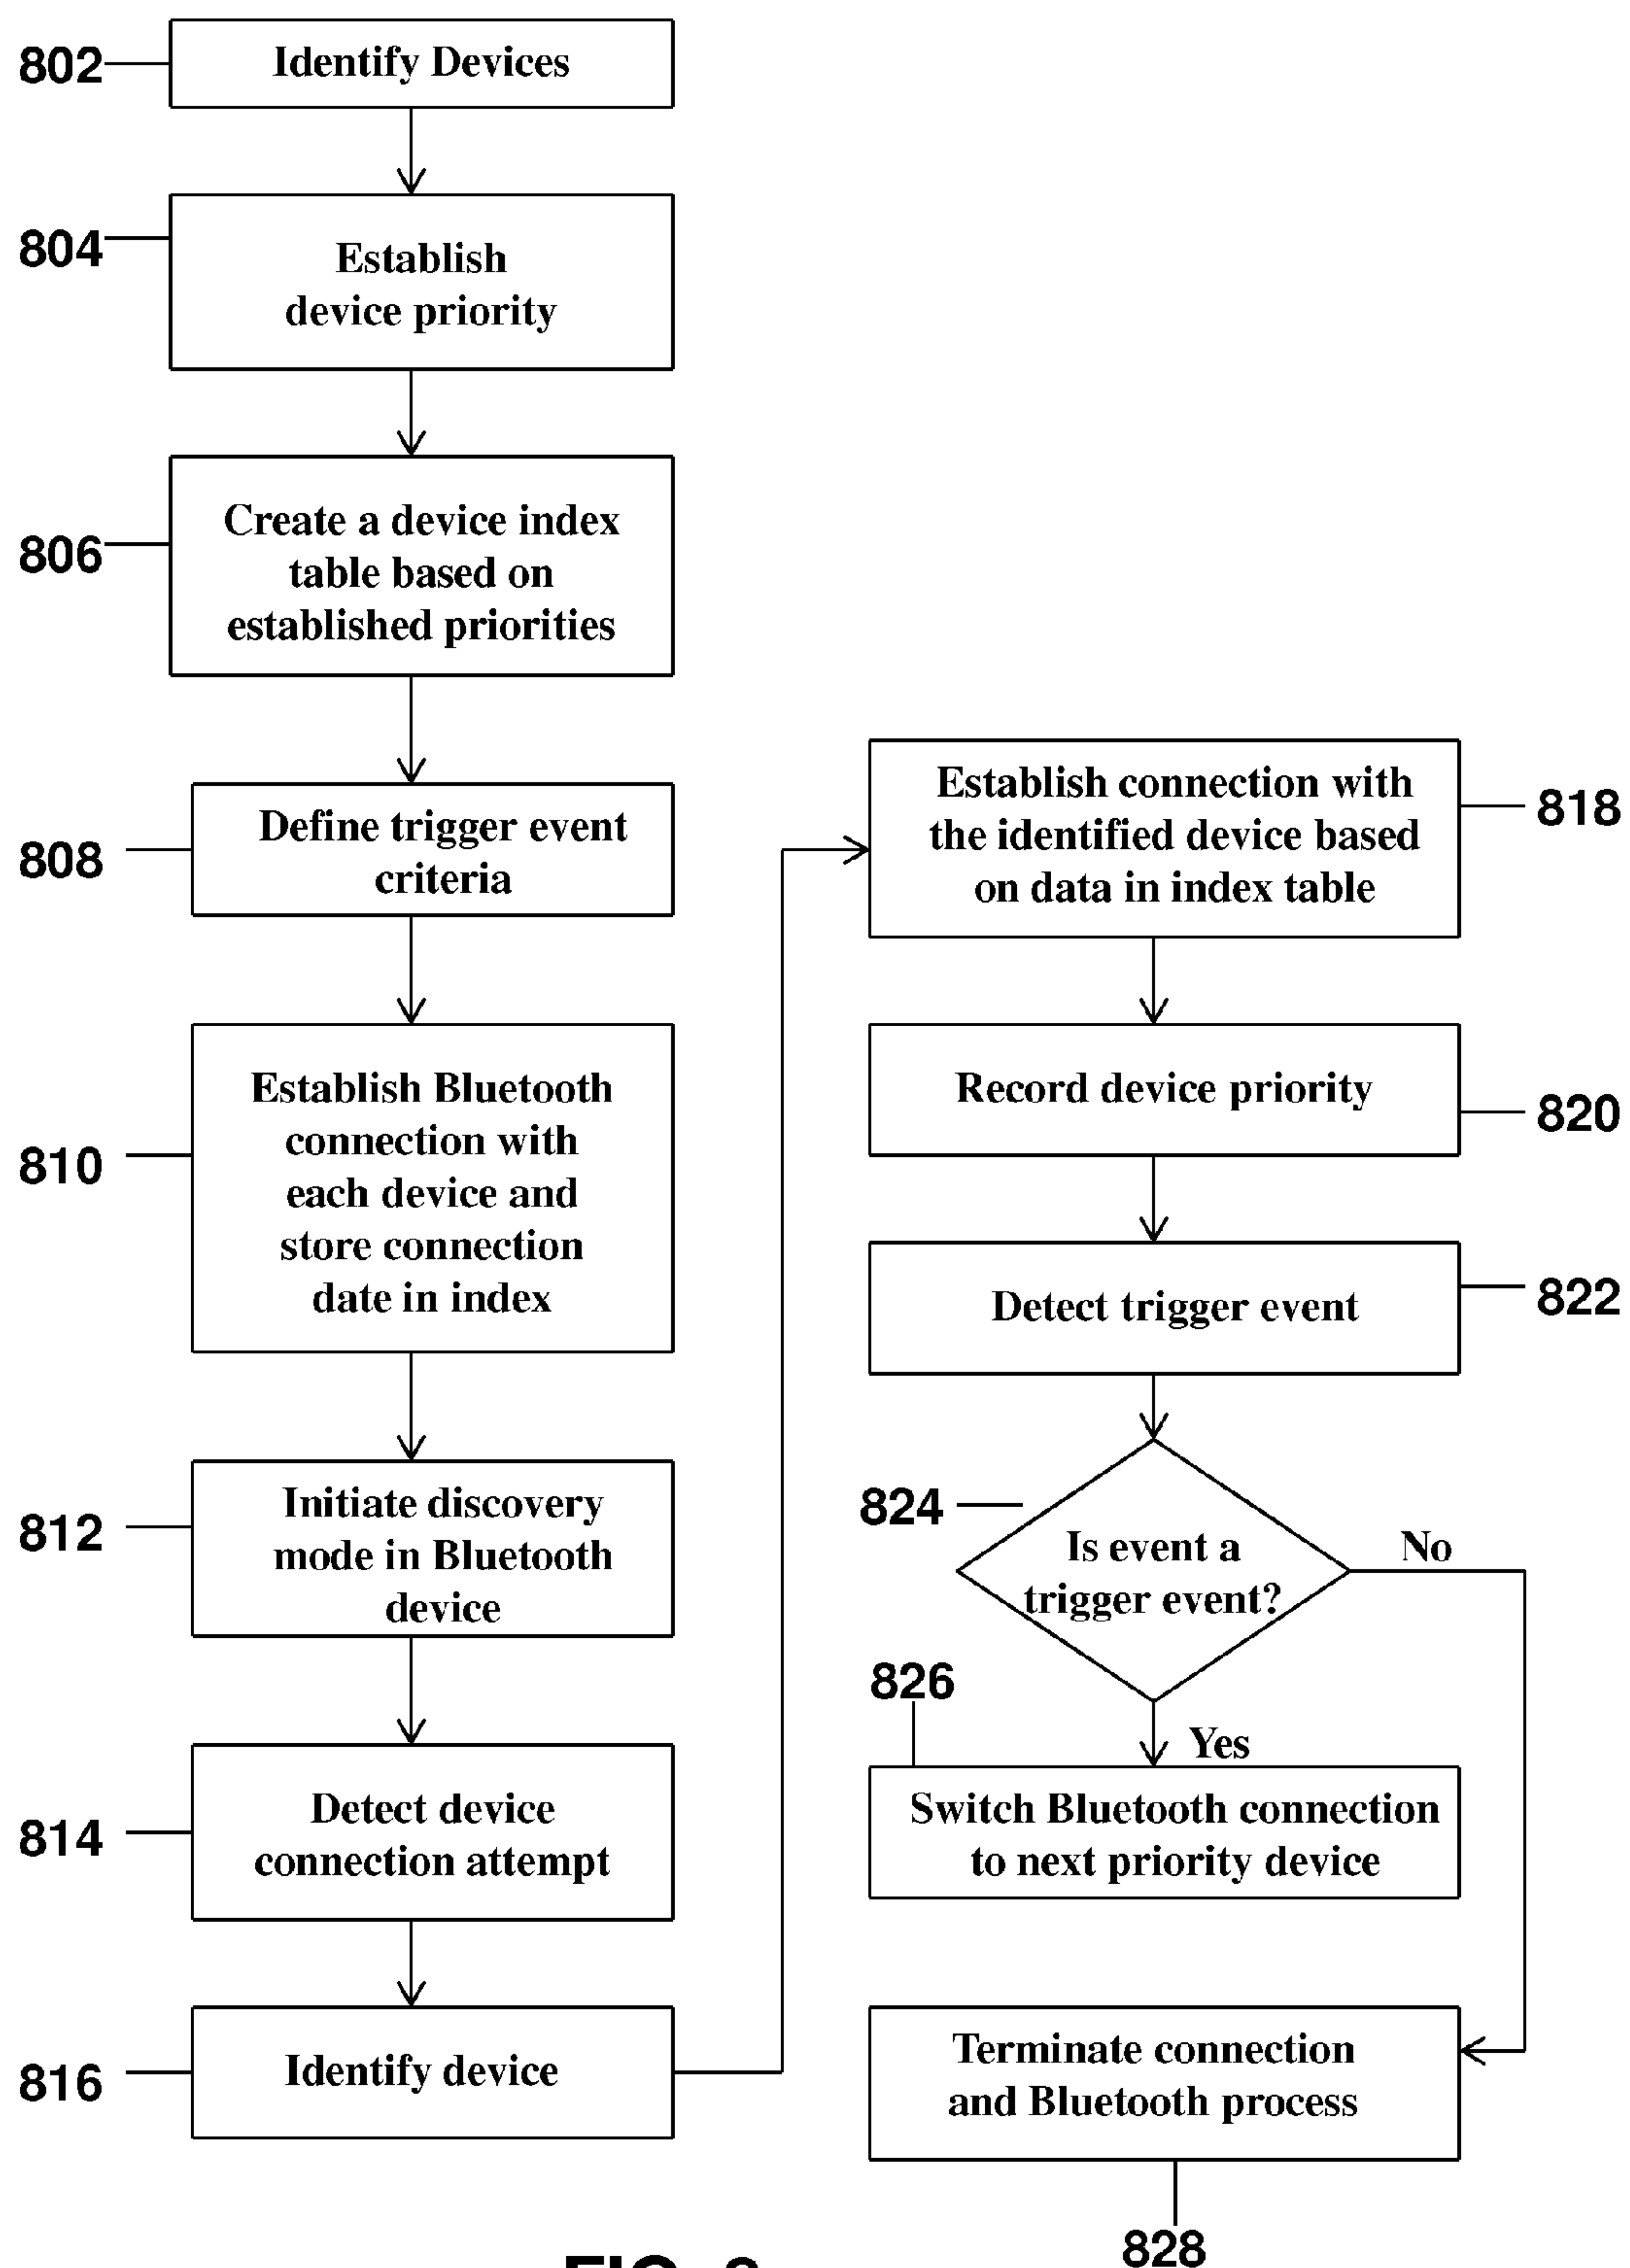 802
Identify Devices
804
Establish
device priority
806
Create a device index
table based on
established priorities
808
Define trigger event
criteria
810
Establish Bluetooth
connection with
each device and
store connection
date in index
812
Initiate discovery
mode in Bluetooth
device
814
Detect device
connection attempt
816
Identify device
Establish connection with
the identified device based
on data in index table
818
Record device priority
820
Detect trigger event
822
824
Is event a
trigger event?
No
Yes
826
Switch Bluetooth connection
to next priority device
Terminate connection
and Bluetooth process
828
FIG.